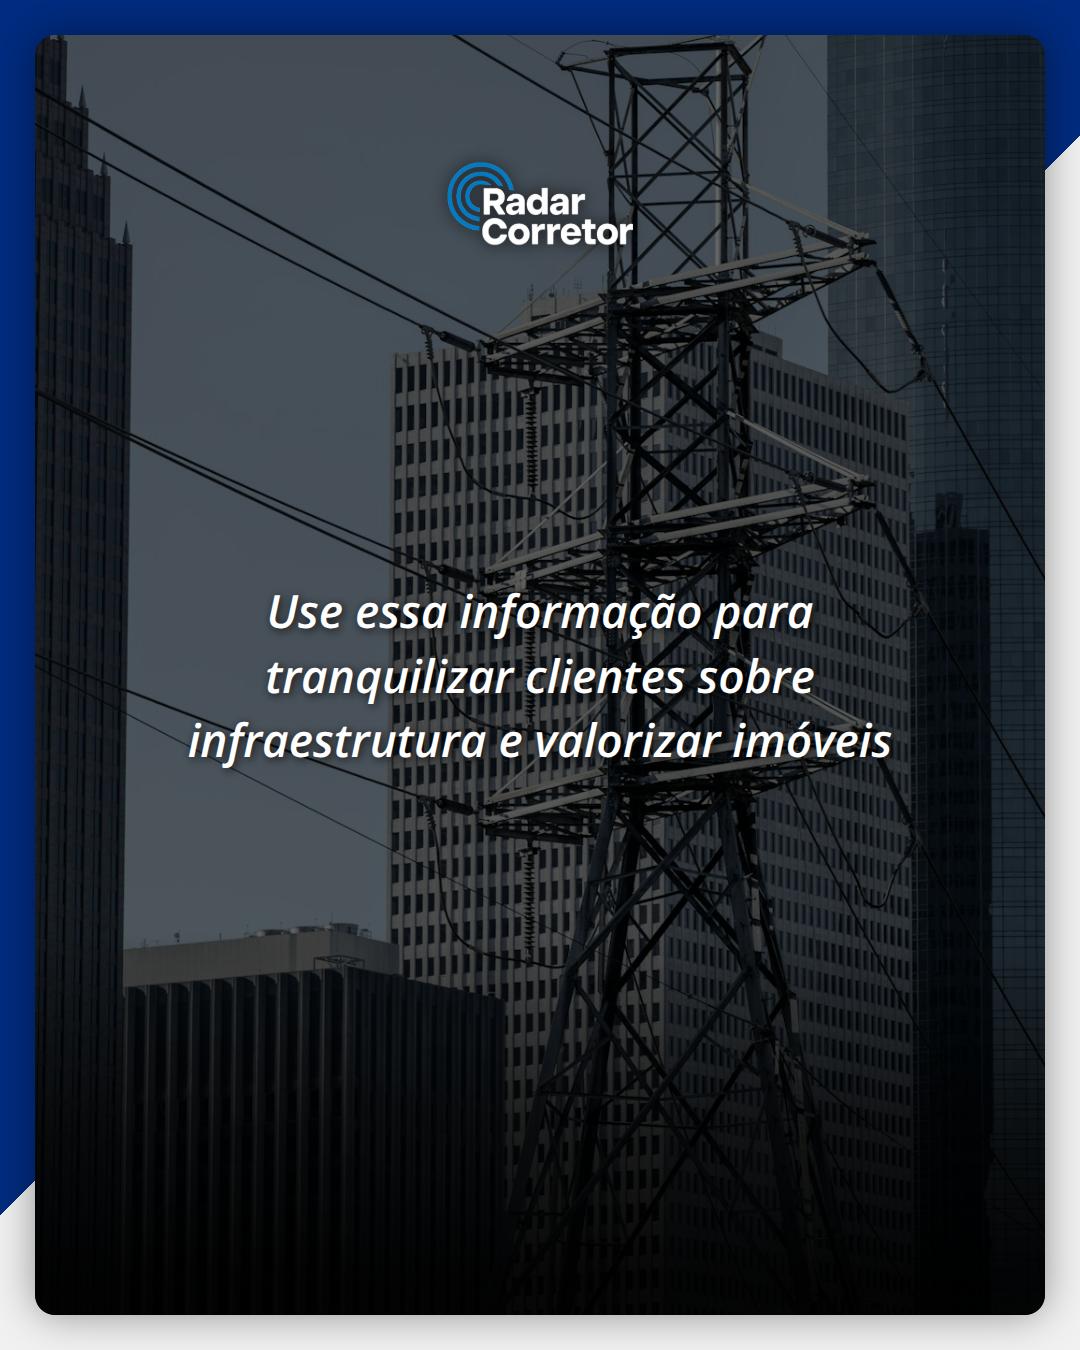 Radar
Corretor
Use essa informação para
tranquilizar clientes sobre
infraestrutura e valorizar imóveis